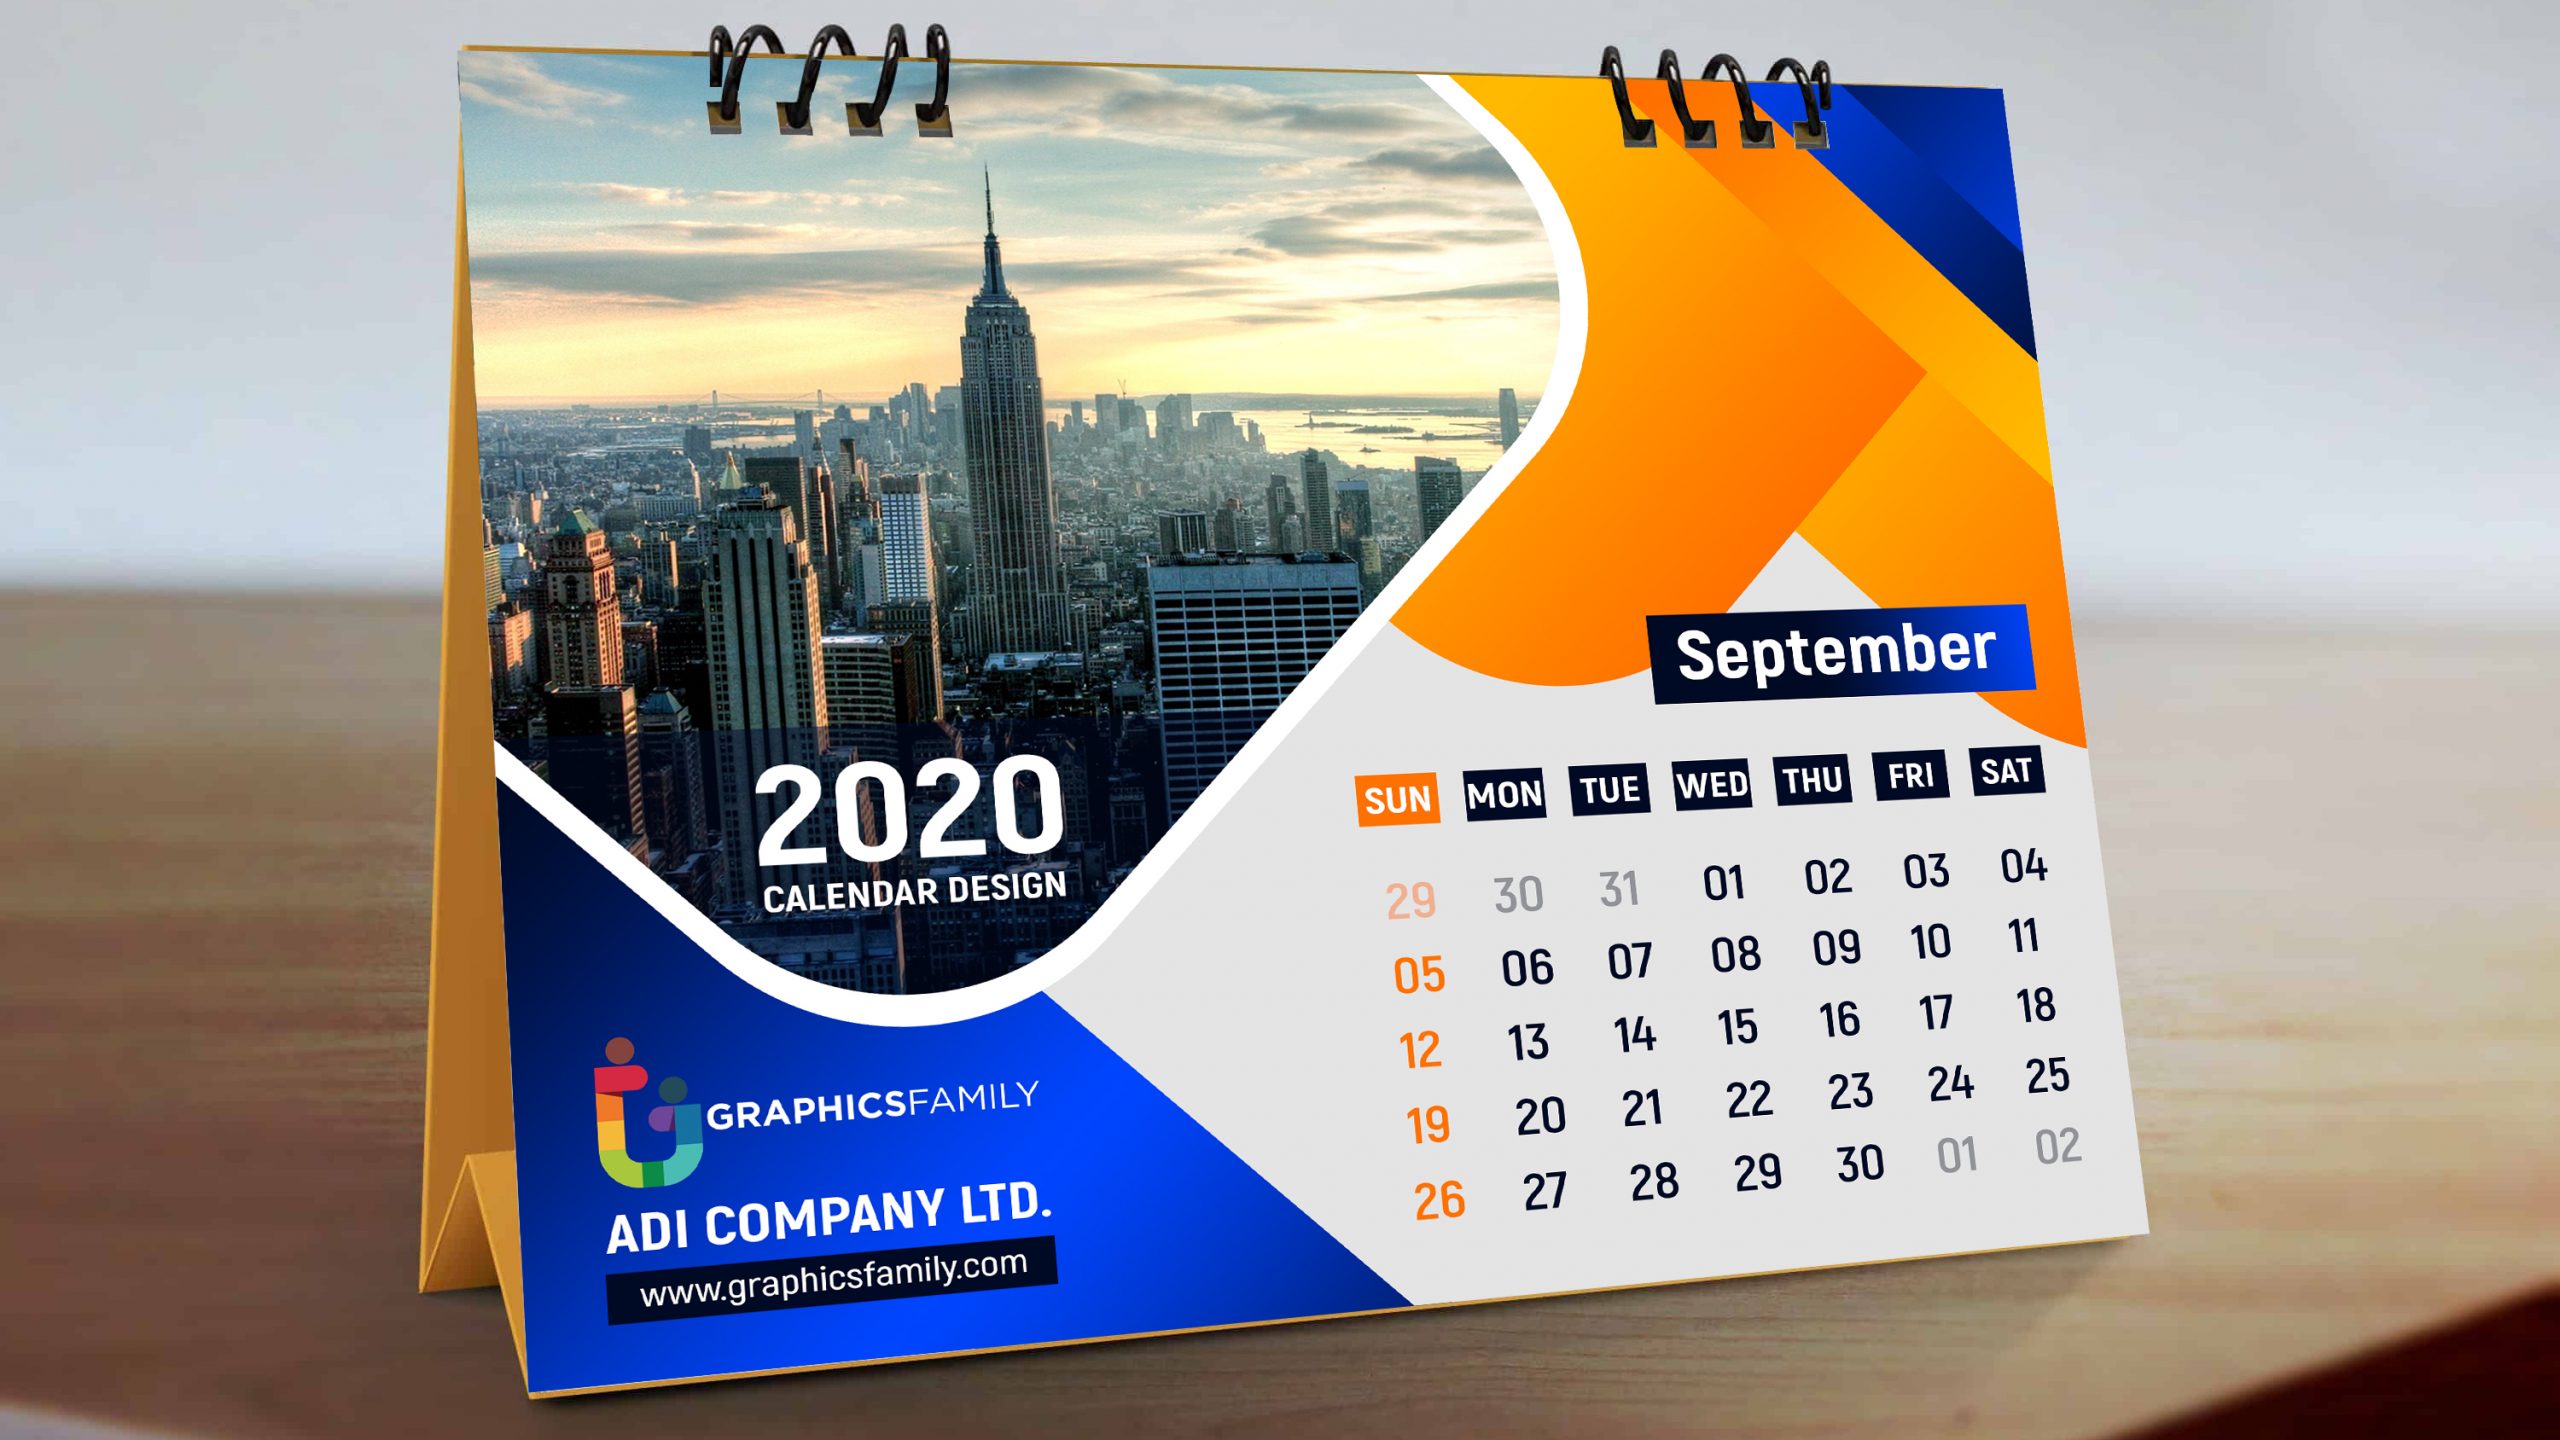 2020
CALENDAR DESIGN
GRAPHICSFAMILY
ADI COMPANY LTD.
www.graphicsfamily.com
September
SUN MON TUE WED THU FRI SAT
29 30 31 01 02 03 04
05 06 07 08 09 10 11
12 13 14 15 16 17 18
19 20 21 22 23 24 25
26 27 28 29 30 01 02